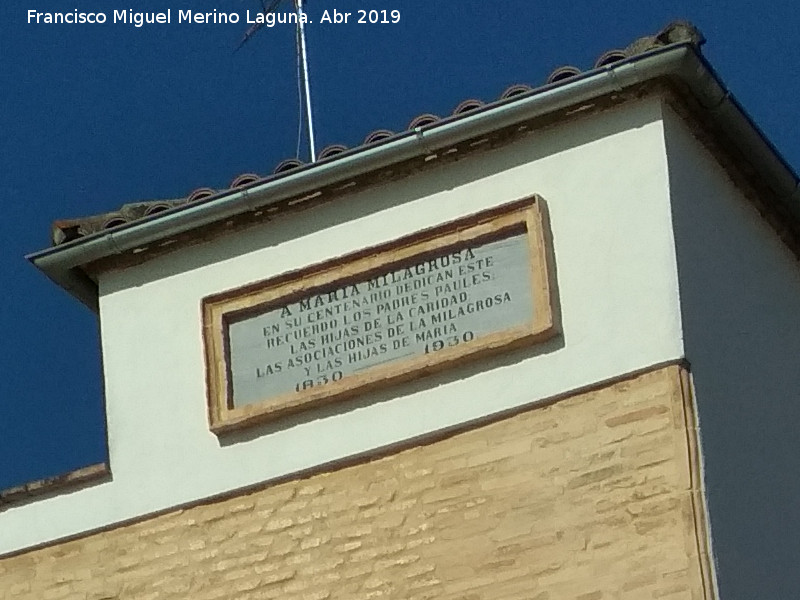 Francisco Miguel Merino Laguna. Abr 2019
A MARIA MILAGROSA
EN SU CENTENARIO DEDICAN ESTE
RECUERDO LOS PADRES PAULES.
LAS HIJAS DE LA CARIDAD
LAS ASOCIACIONES DE LA MILAGROSA
Y LAS HIJAS DE MARIA
1830 — 1930